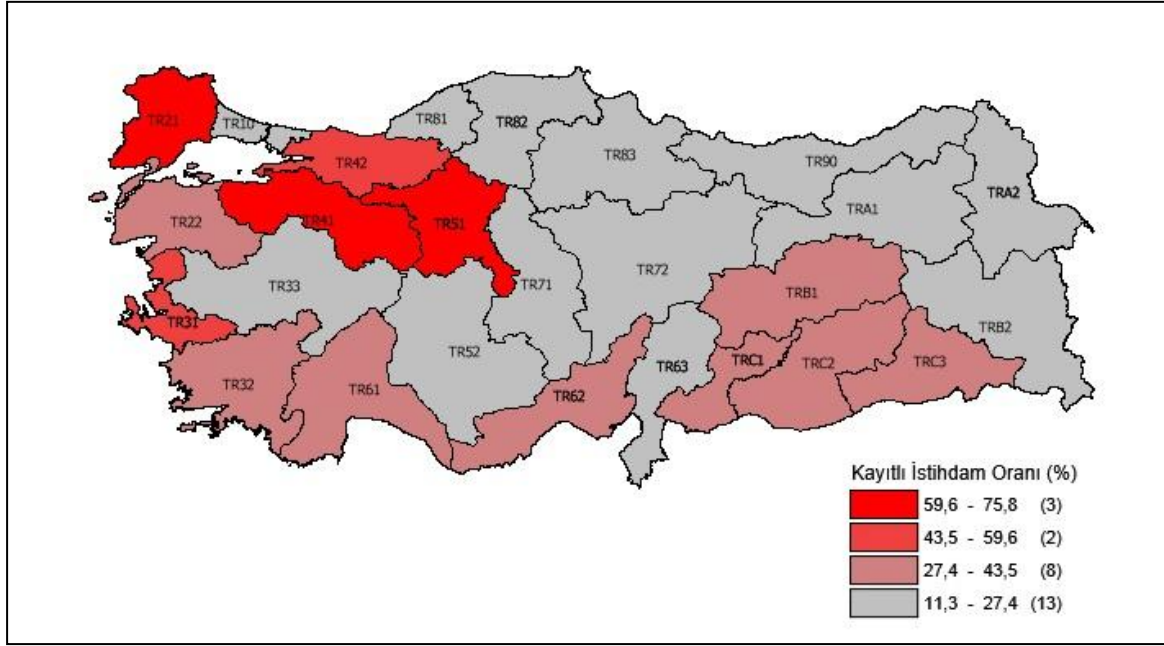 TR21
TR10
TR81
TR82
TR42
TR83
TR90
TRA2
TRA1
TR22
TR41
TR51
TR33
TR71
TR72
TRB1
TRB2
TR31
TR52
TR63
TRC1
TRC2
TRC3
TR32
TR61
TR62
Kayıtlı İstihdam Oranı (%)
59,6 - 75,8 (3)
43,5 - 59,6 (2)
27,4 - 43,5 (8)
11,3 - 27,4 (13)